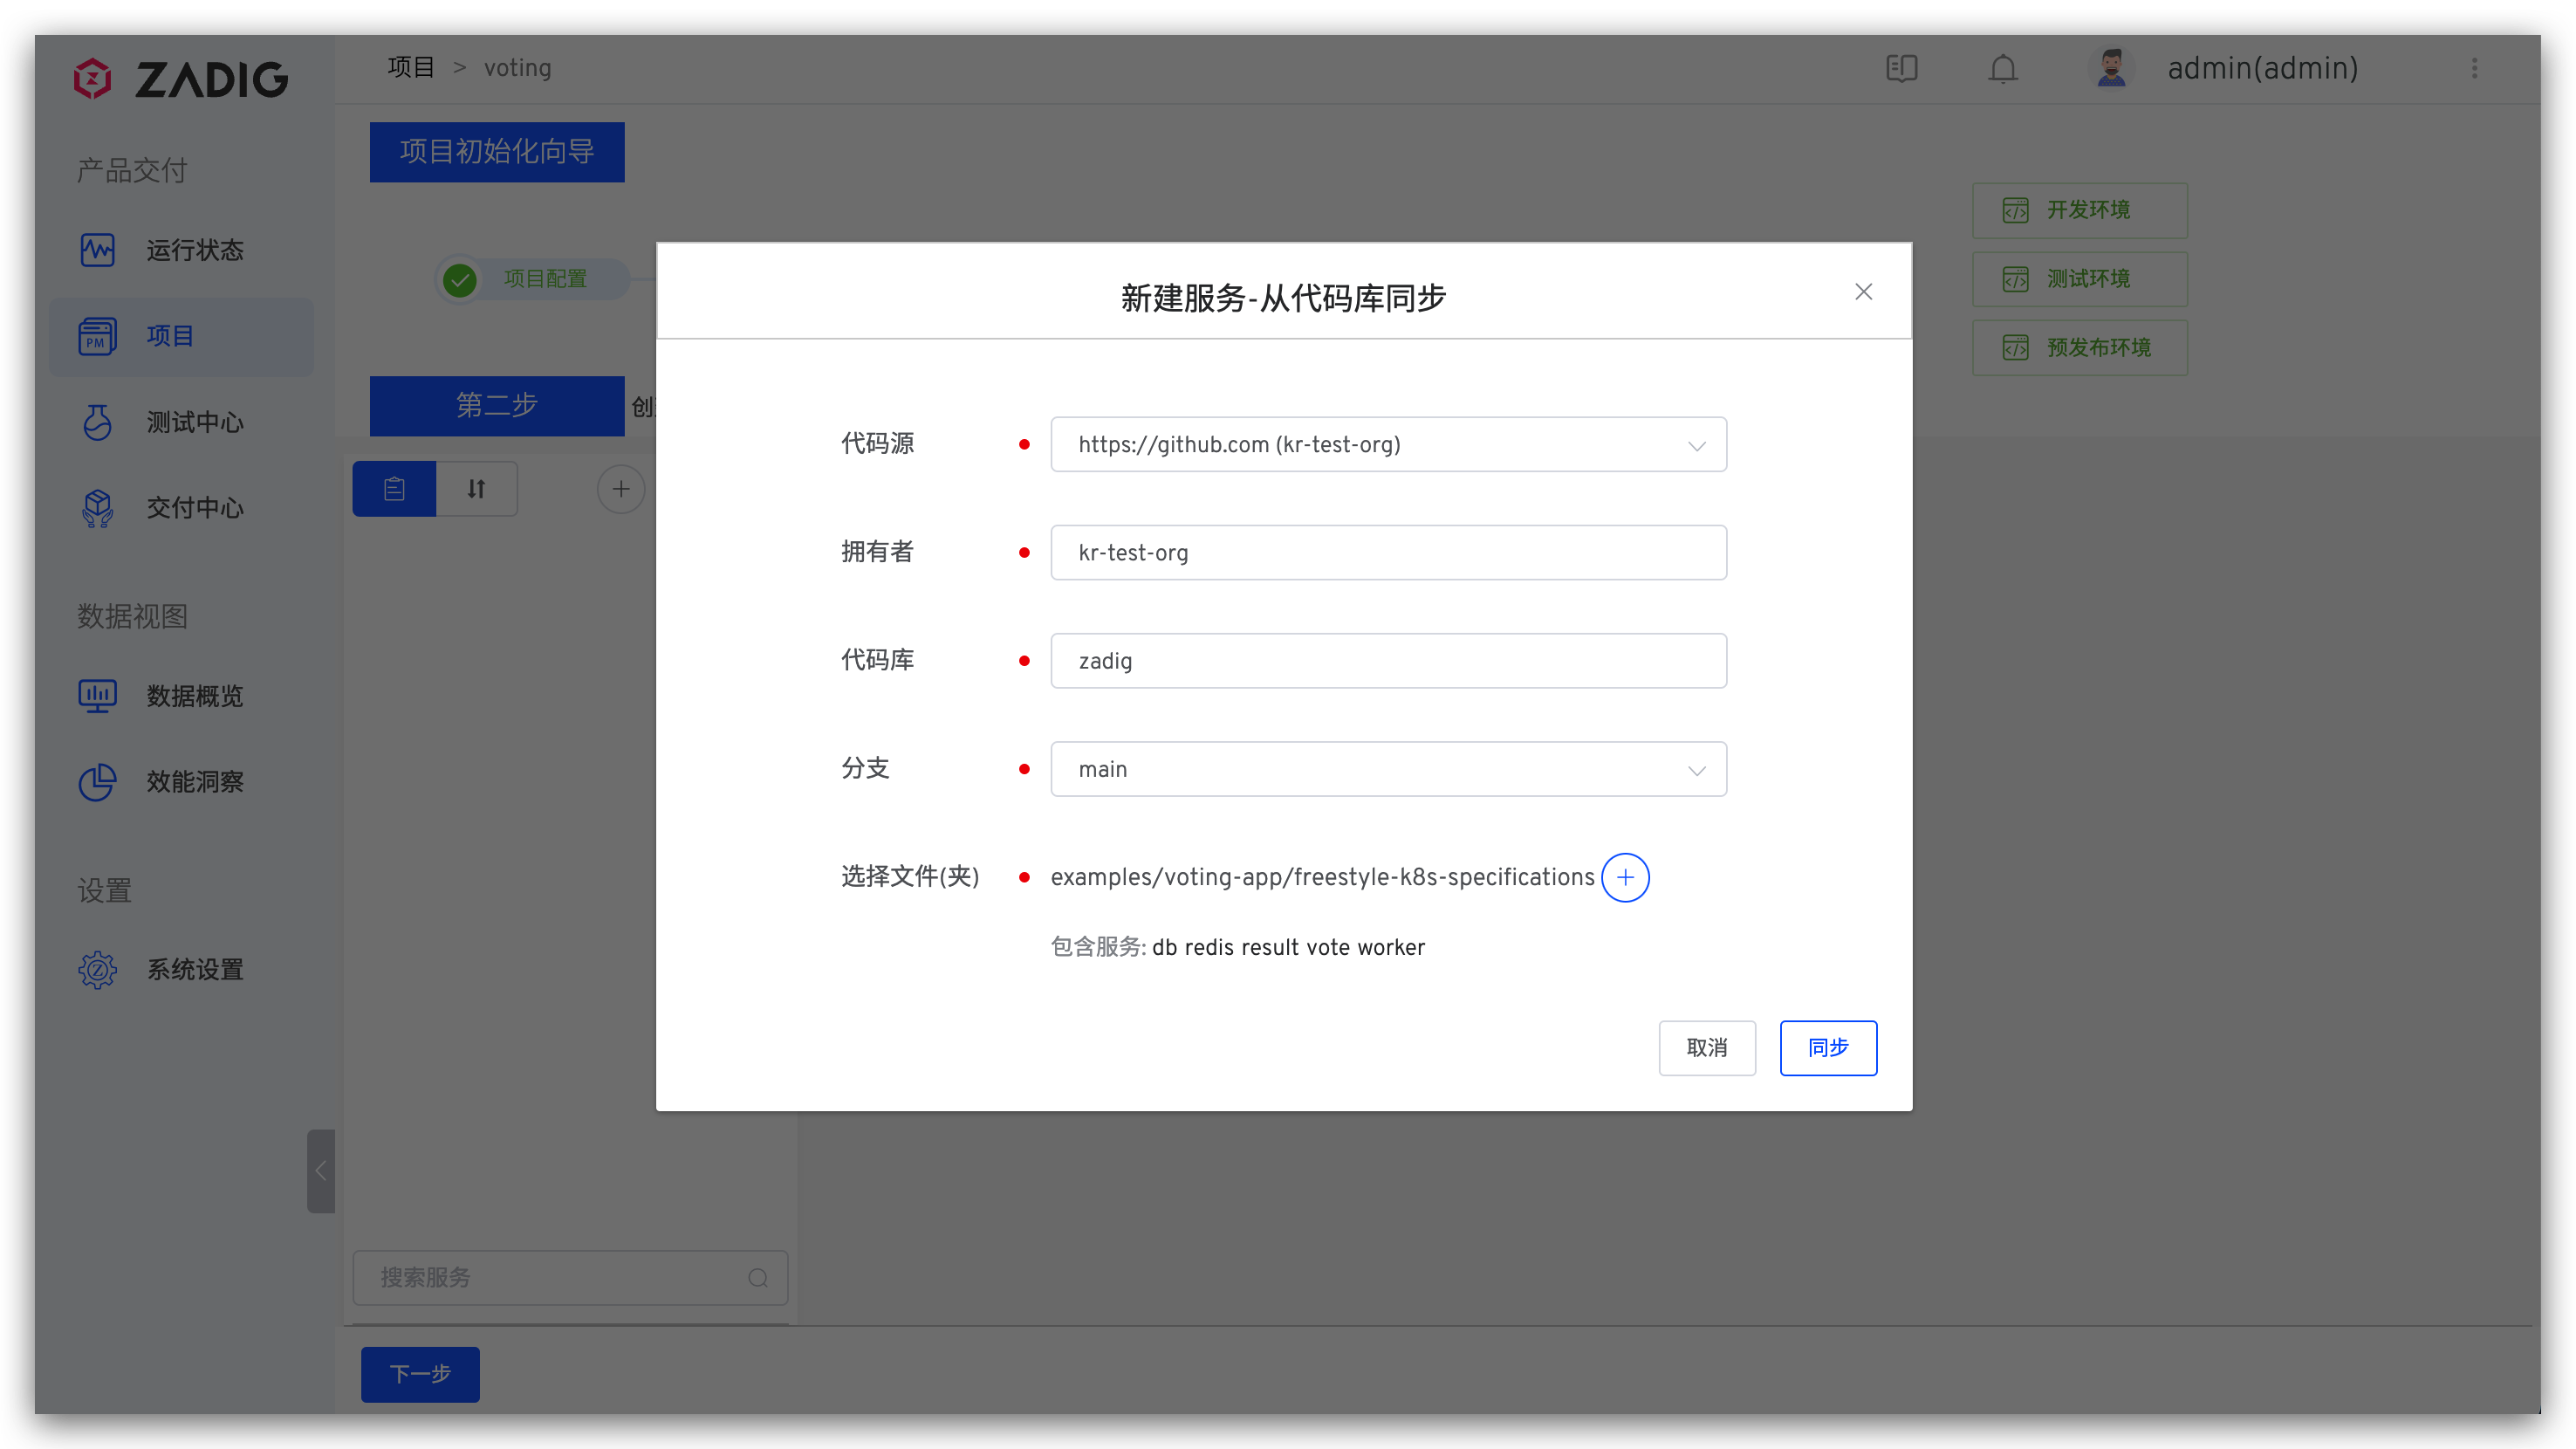 ZADIG
项目 > voting
admin(admin)
产品交付
运行状态
项目
PM
测试中心
交付中心
数据视图
数据概览
效能洞察
设置
系统设置
项目初始化向导
项目配置
开发环境
测试环境
预发布环境
第二步
新建服务-从代码库同步
代码源
https://github.com (kr-test-org)
拥有者
kr-test-org
代码库
zadig
分支
main
选择文件(夹)
examples/voting-app/freestyle-k8s-specifications
包含服务: db redis result vote worker
取消
同步
搜索服务
下一步